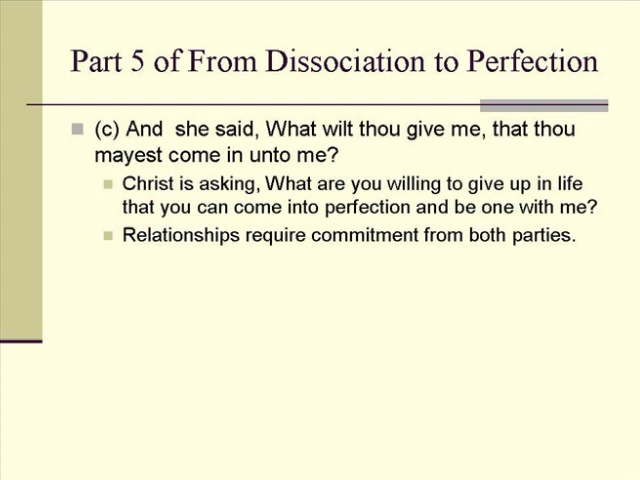 Part 5 of From Dissociation to Perfection
(c) And  she said, What wilt thou give me, that thou
mayest come in unto me?
Christ is asking, What are you willing to give up in life
that you can come into perfection and be one with me?
Relationships require commitment from both parties.